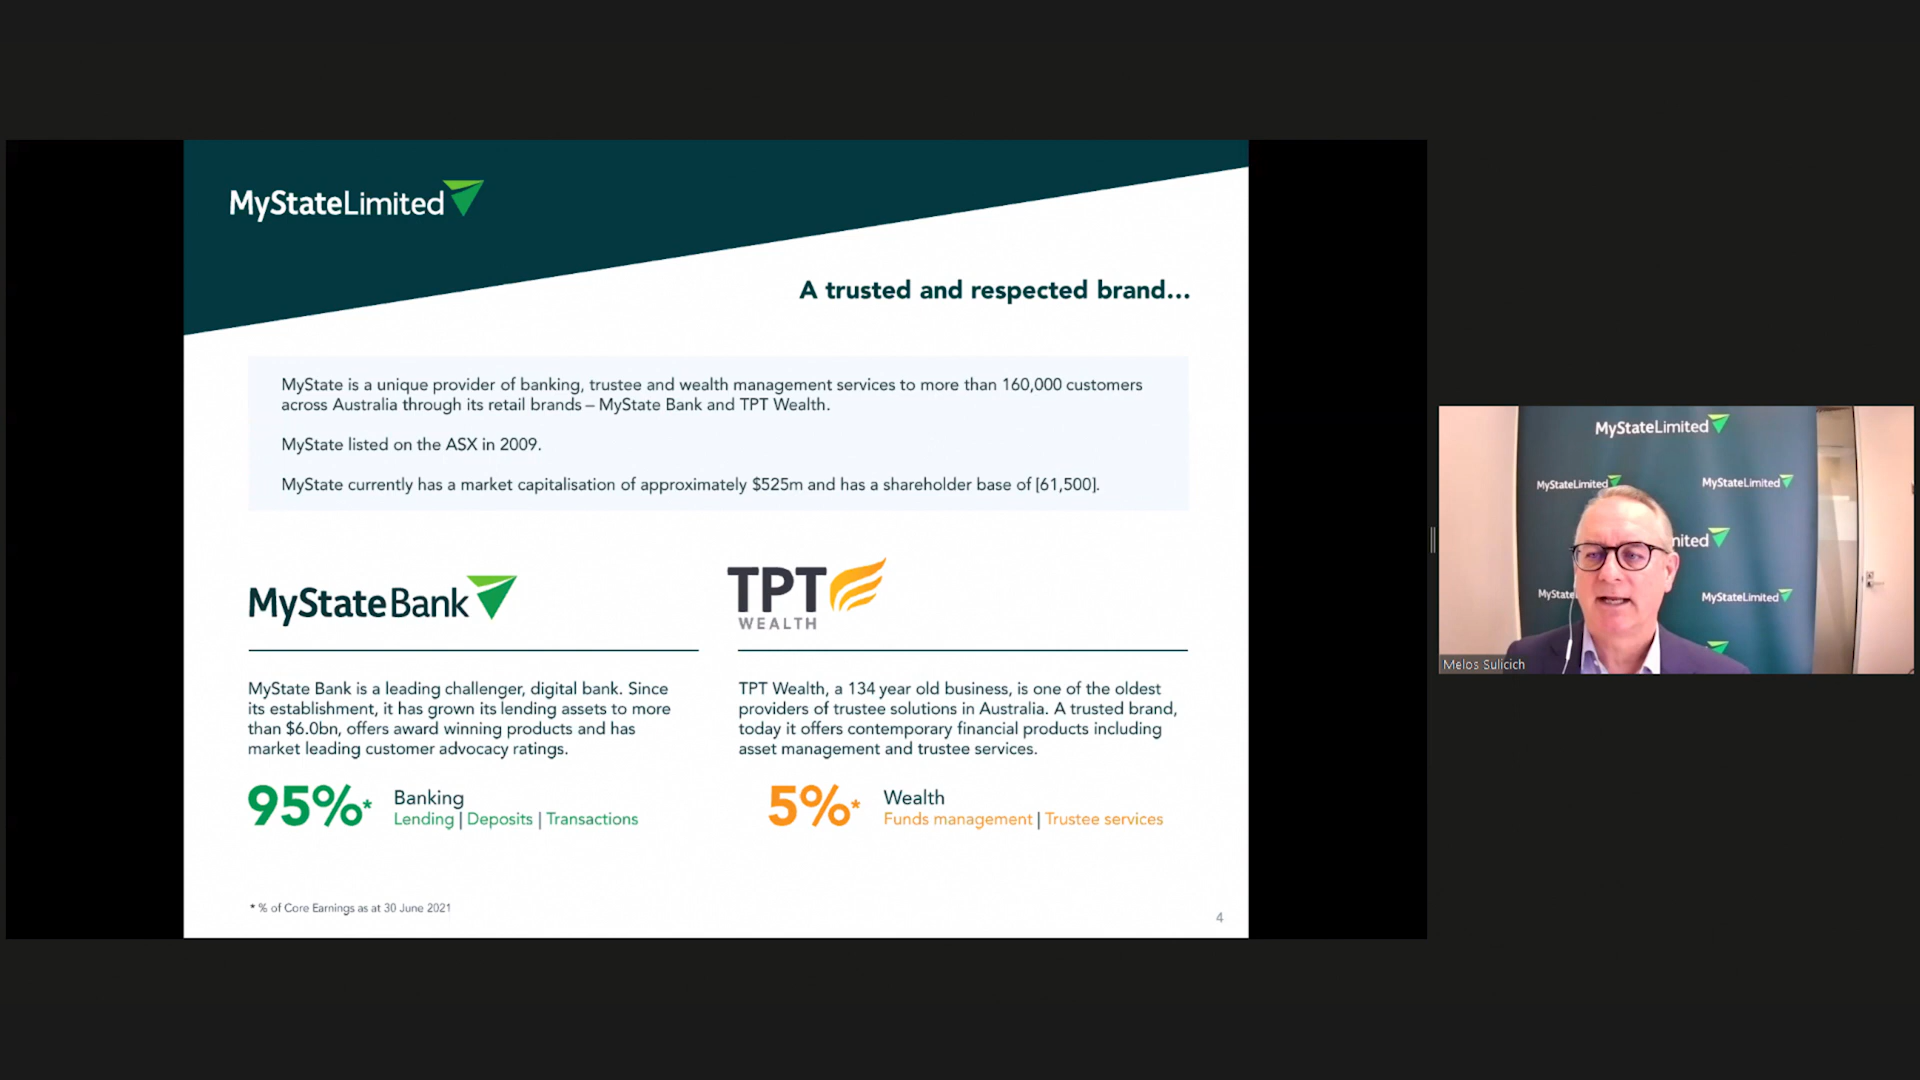 MyStateLimited
A trusted and respected brand...
MyState is a unique provider of banking, trustee and wealth management services to more than 160,000 customers
across Australia through its retail brands – MyState Bank and TPT Wealth.
MyState listed on the ASX in 2009.
MyState currently has a market capitalisation of approximately $525m and has a shareholder base of [61,500].
MyStateBank
TPT
WEALTH
MyState Bank is a leading challenger, digital bank. Since
its establishment, it has grown its lending assets to more
than $6.0bn, offers award winning products and has
market leading customer advocacy ratings.
TPT Wealth, a 134 year old business, is one of the oldest
providers of trustee solutions in Australia. A trusted brand,
today it offers contemporary financial products including
asset management and trustee services.
95%*
Banking
Lending | Deposits | Transactions
5%*
Wealth
Funds management | Trustee services
* % of Core Earnings as at 30 June 2021
4
MyStateLimited
MyStateLimited
MyStateLimited
nited
MyState
MyStateLimited
Melos Sulicich